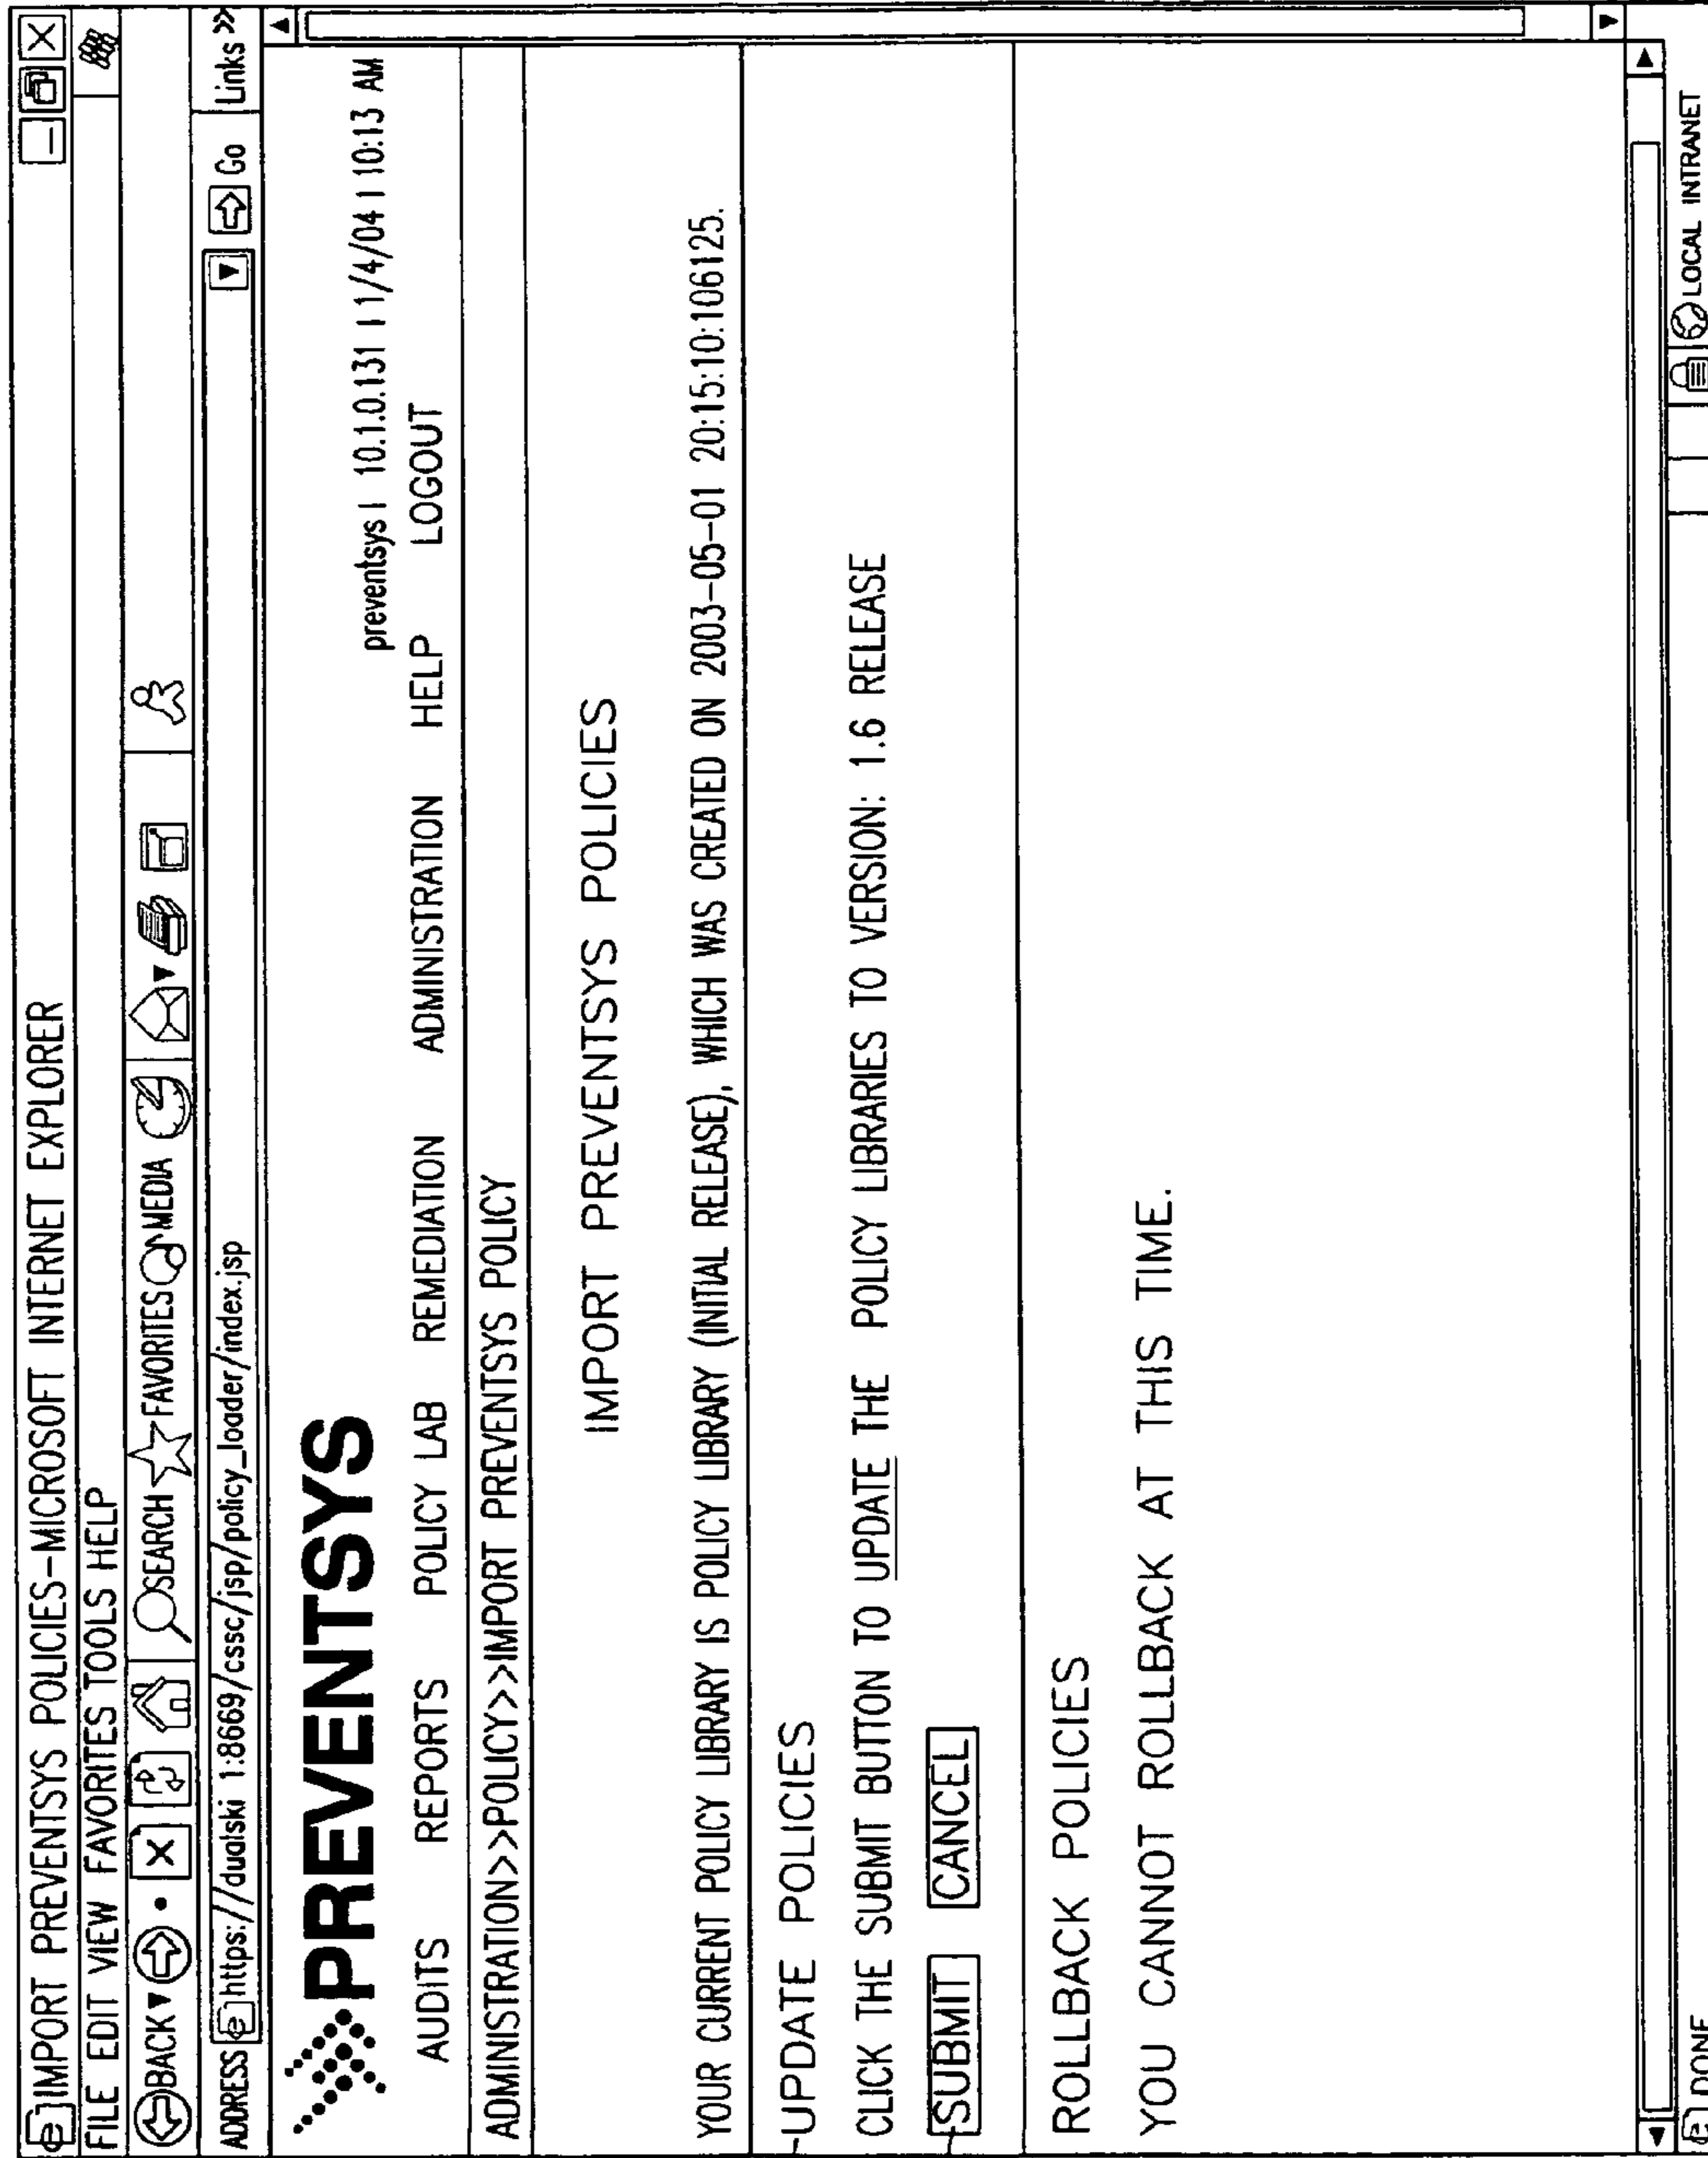 IMPORT PREVENTSYS POLICIES-MICROSOFT INTERNET EXPLORER
FILE EDIT VIEW FAVORITES TOOLS HELP
BACK SEARCH FAVORITES MEDIA
ADDRESS https://dualski 1:8669/cssc/jsp/policy_loader/index.jsp Go Links »
PREVENTSYS
preventsys | 10.1.0.131 | 1/4/04 | 10:13 AM
AUDITS REPORTS POLICY LAB REMEDIATION ADMINISTRATION HELP LOGOUT
ADMINISTRATION>>POLICY>>IMPORT PREVENTSYS POLICY
IMPORT PREVENTSYS POLICIES
YOUR CURRENT POLICY LIBRARY IS POLICY LIBRARY (INITIAL RELEASE), WHICH WAS CREATED ON 2003-05-01 20:15:10:106125.
UPDATE POLICIES
CLICK THE SUBMIT BUTTON TO UPDATE THE POLICY LIBRARIES TO VERSION: 1.6 RELEASE
SUBMIT CANCEL
ROLLBACK POLICIES
YOU CANNOT ROLLBACK AT THIS TIME.
DONE LOCAL INTRANET